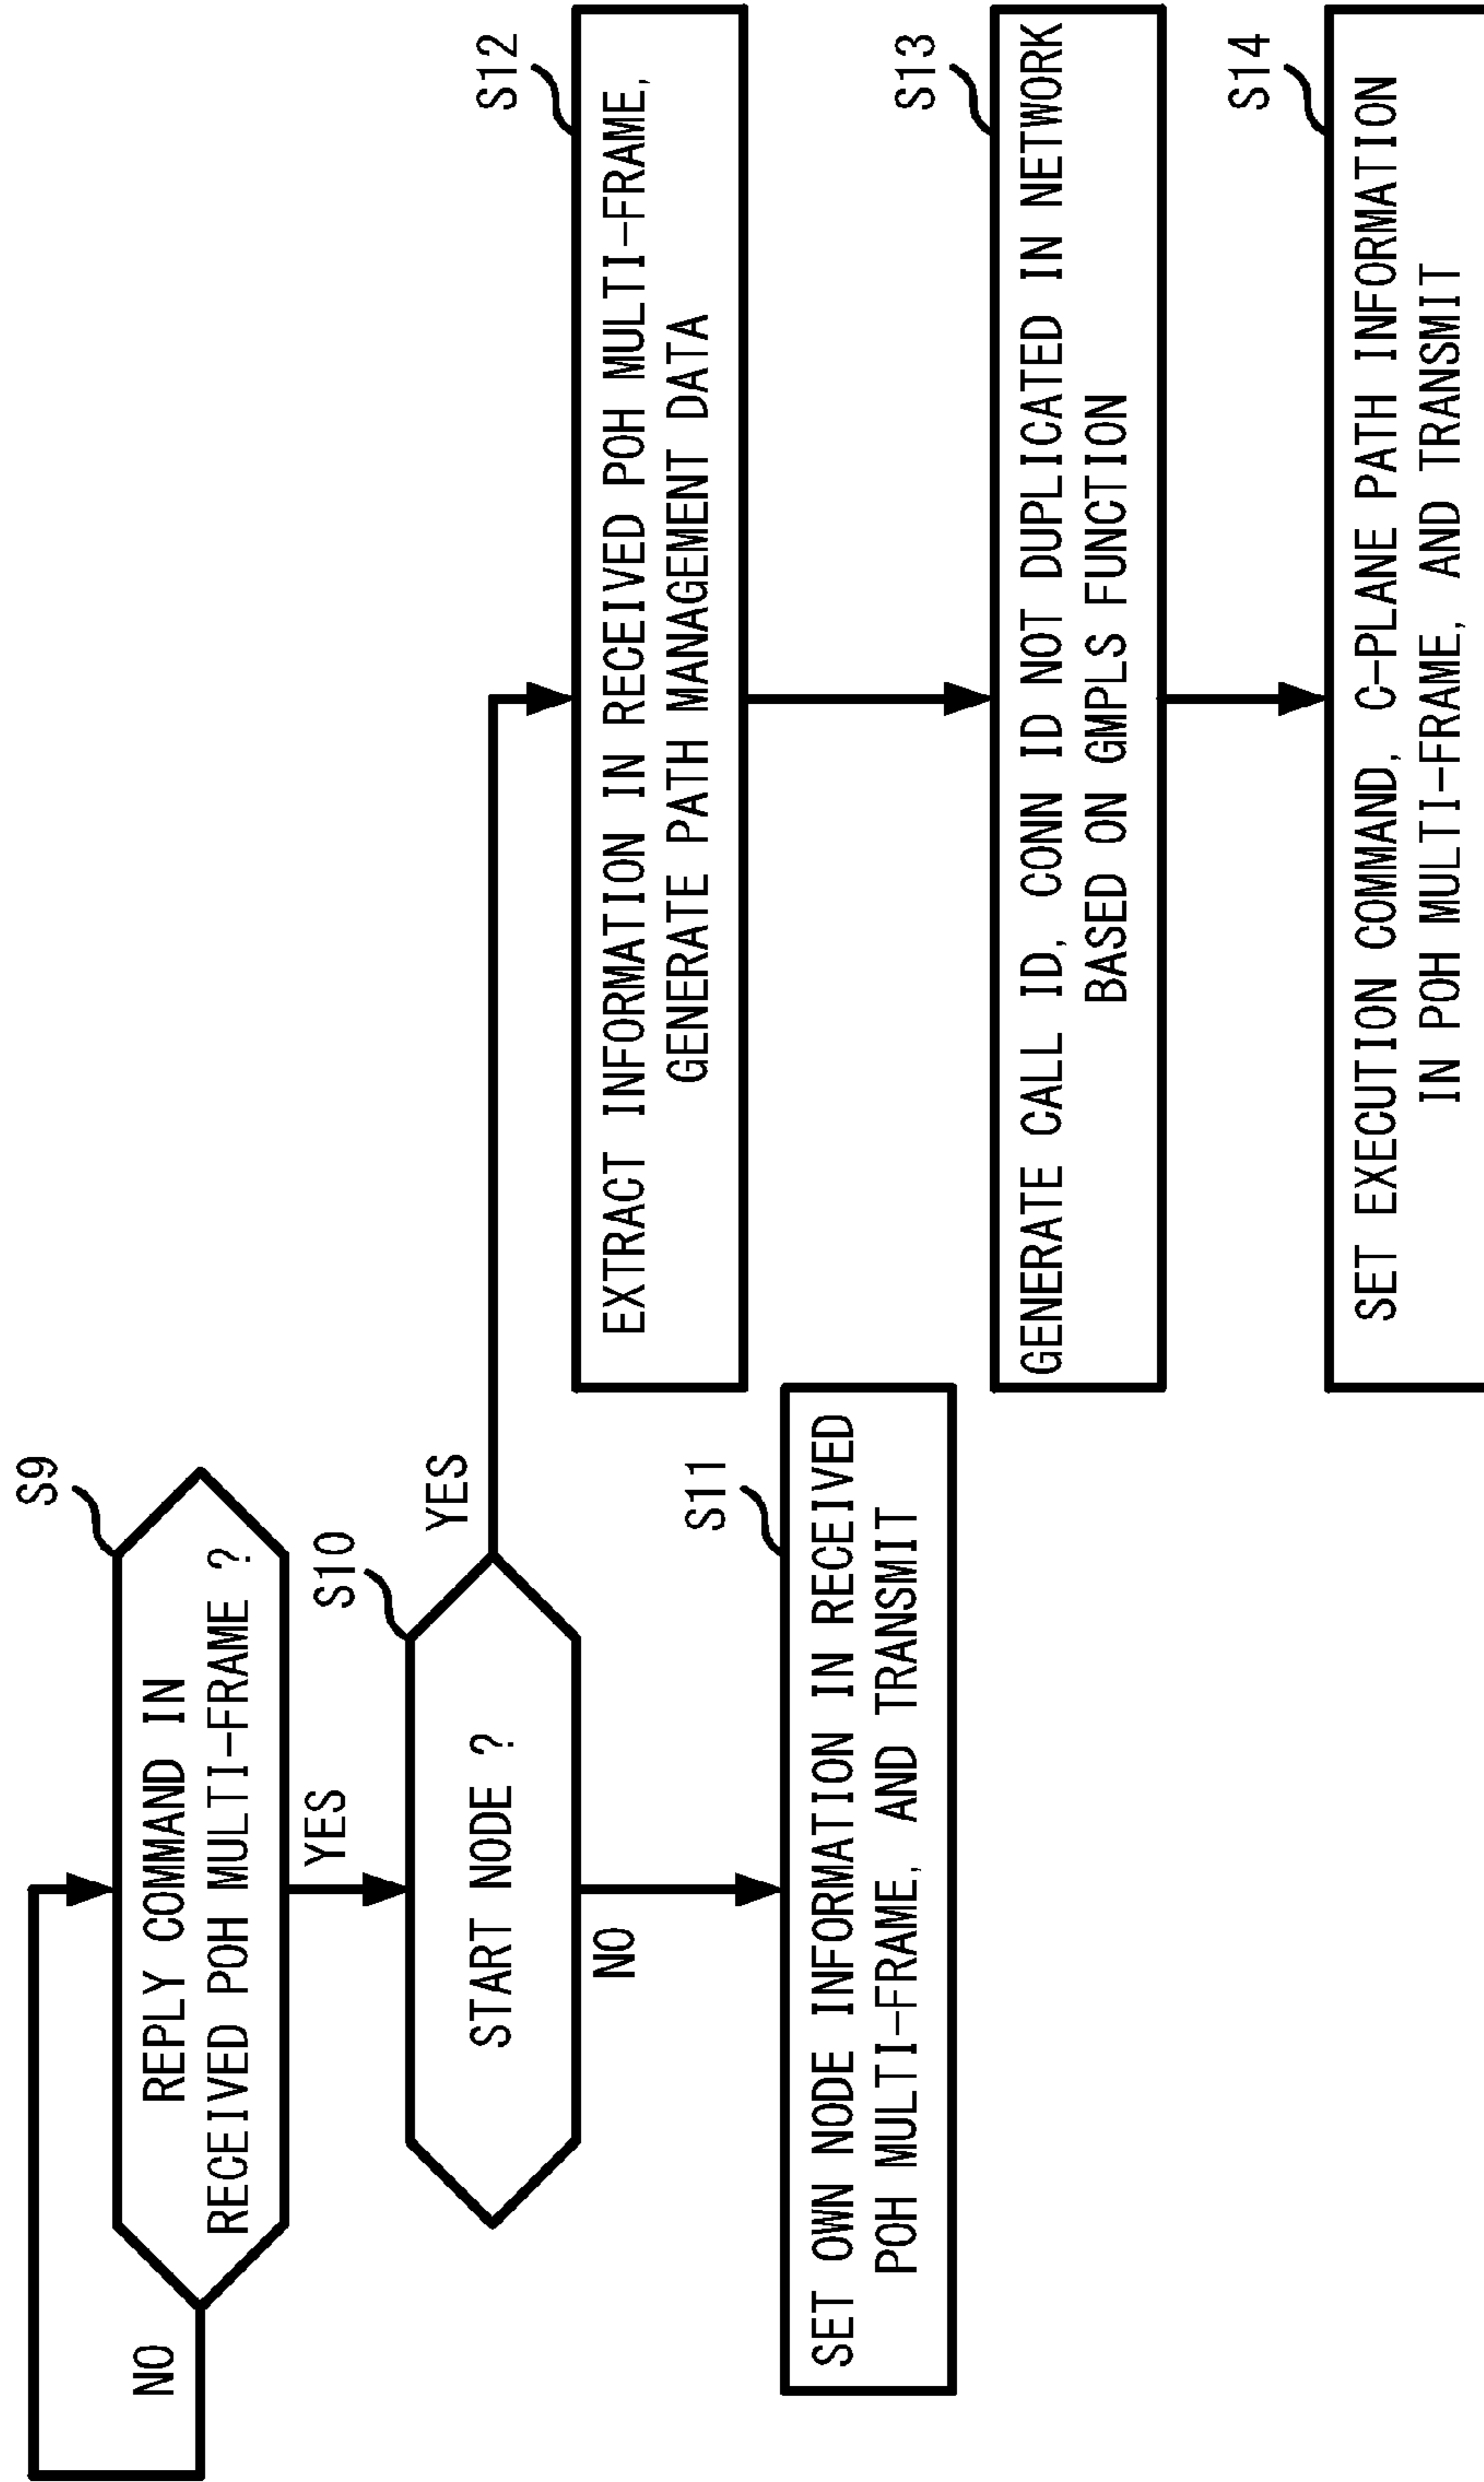 S9
REPLY COMMAND IN
RECEIVED POH MULTI-FRAME ?
NO
YES
S10
START NODE ?
YES
NO
S11
SET OWN NODE INFORMATION IN RECEIVED
POH MULTI-FRAME, AND TRANSMIT
S12
EXTRACT INFORMATION IN RECEIVED POH MULTI-FRAME,
GENERATE PATH MANAGEMENT DATA
S13
GENERATE CALL ID, CONN ID NOT DUPLICATED IN NETWORK
BASED ON GMPLS FUNCTION
S14
SET EXECUTION COMMAND, C-PLANE PATH INFORMATION
IN POH MULTI-FRAME, AND TRANSMIT